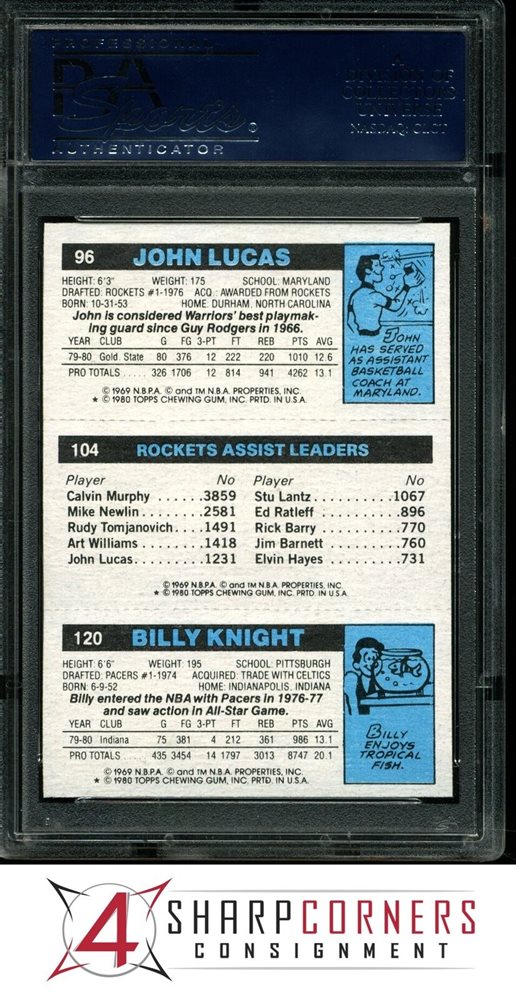 PROFESSIONAL
PSA
Sports
AUTHENTICATOR
A
DIVISION OF
COLLECTORS
UNIVERSE
NASDAQ: CLCT
96 JOHN LUCAS
HEIGHT: 6'3" WEIGHT: 175 SCHOOL: MARYLAND
DRAFTED: ROCKETS #1-1976 ACQ.: AWARDED FROM ROCKETS
BORN: 10-31-53 HOME: DURHAM, NORTH CAROLINA
John is considered Warriors' best playmak-
ing guard since Guy Rodgers in 1966.
YEAR CLUB G FG 3-PT FT REB PTS AVG
79-80 Gold. State 80 376 12 222 220 1010 12.6
PRO TOTALS ..... 326 1706 12 814 941 4262 13.1
© 1969 N.B.P.A. © and TM N.B.A. PROPERTIES, INC.
★ © 1980 TOPPS CHEWING GUM, INC. PRTD. IN U.S.A.
JOHN
HAS SERVED
AS ASSISTANT
BASKETBALL
COACH AT
MARYLAND.
104 ROCKETS ASSIST LEADERS
Player No Player No
Calvin Murphy ......3859 Stu Lantz..........1067
Mike Newlin........2581 Ed Ratleff ..........896
Rudy Tomjanovich....1491 Rick Barry ..........770
Art Williams .......1418 Jim Barnett .........760
John Lucas.........1231 Elvin Hayes .........731
© 1969 N.B.P.A. © and TM N.B.A. PROPERTIES, INC.
★ © 1980 TOPPS CHEWING GUM, INC. PRTD. IN U.S.A.
120 BILLY KNIGHT
HEIGHT: 6'6" WEIGHT: 195 SCHOOL: PITTSBURGH
DRAFTED: PACERS #1-1974 ACQUIRED: TRADE WITH CELTICS
BORN: 6-9-52 HOME: INDIANAPOLIS, INDIANA
Billy entered the NBA with Pacers in 1976-77
and saw action in All-Star Game.
YEAR CLUB G FG 3-PT FT REB PTS AVG
79-80 Indiana 75 381 4 212 361 986 13.1
PRO TOTALS ..... 435 3454 14 1797 3013 8747 20.1
© 1969 N.B.P.A. © and TM N.B.A. PROPERTIES, INC.
★ © 1980 TOPPS CHEWING GUM, INC. PRTD. IN U.S.A.
BILLY
ENJOYS
TROPICAL
FISH.
4 SHARPCORNERS
CONSIGNMENT